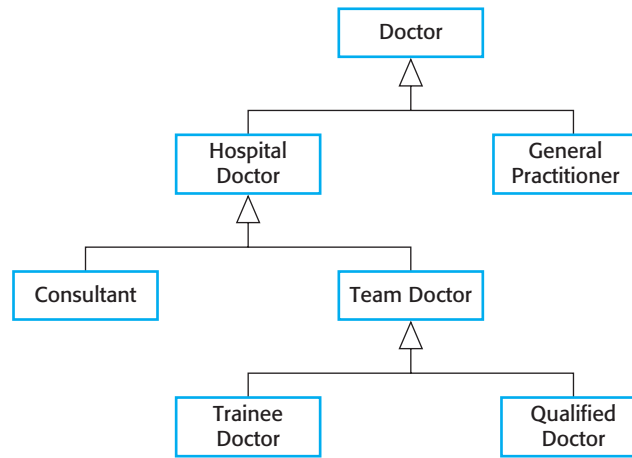 Doctor
Hospital
Doctor
General
Practitioner
Consultant
Team Doctor
Trainee
Doctor
Qualified
Doctor